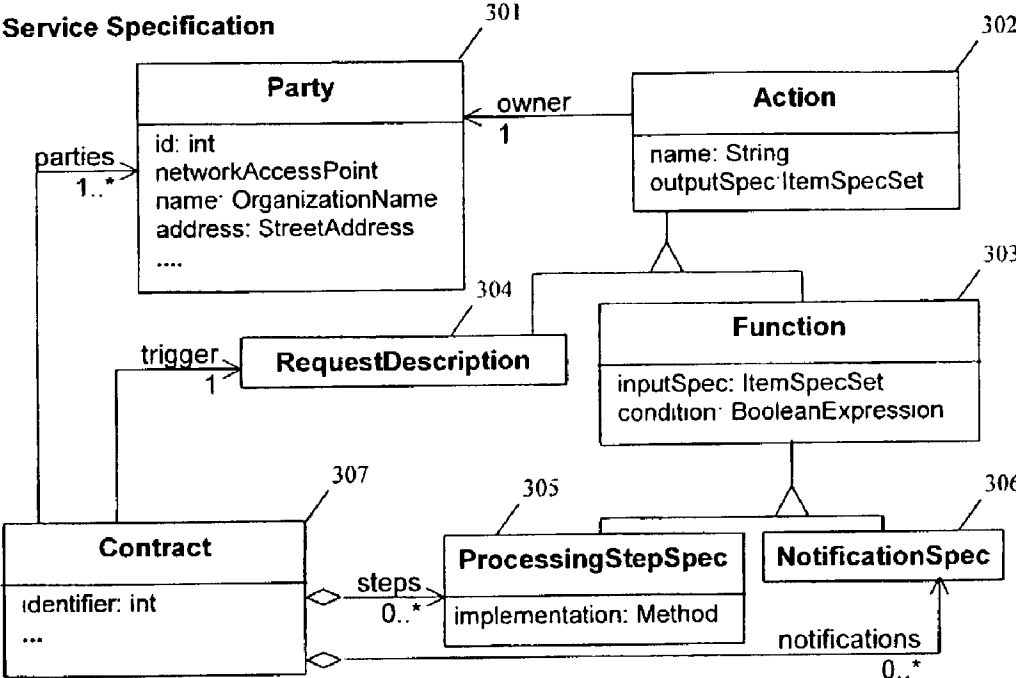 Service Specification
301
302
Party
Action
owner
1
id: int
networkAccessPoint
name: OrganizationName
address: StreetAddress
....
name: String
outputSpec:ItemSpecSet
parties
1..*
303
304
Function
trigger
1
RequestDescription
inputSpec: ItemSpecSet
condition: BooleanExpression
307
305
306
Contract
ProcessingStepSpec
NotificationSpec
identifier: int
...
steps
0..*
implementation: Method
notifications
0..*